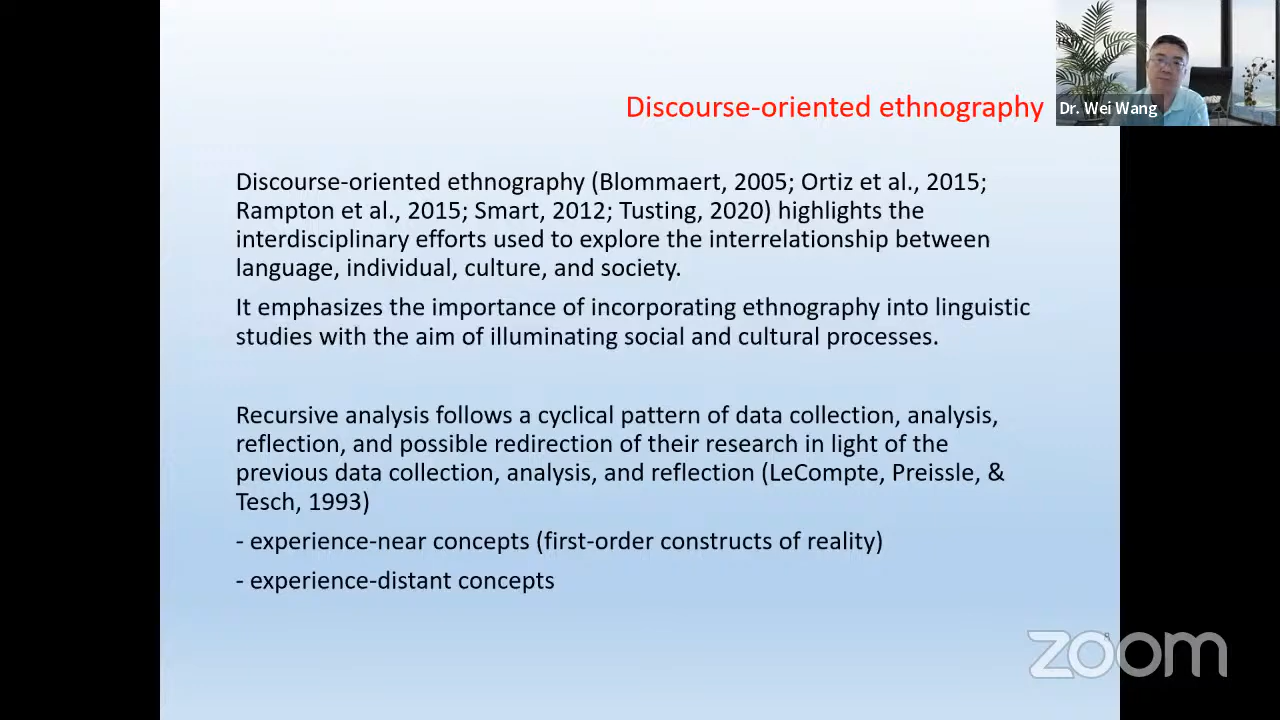 Discourse-oriented ethnography
Dr. Wei Wang
Discourse-oriented ethnography (Blommaert, 2005; Ortiz et al., 2015;
Rampton et al., 2015; Smart, 2012; Tusting, 2020) highlights the
interdisciplinary efforts used to explore the interrelationship between
language, individual, culture, and society.
It emphasizes the importance of incorporating ethnography into linguistic
studies with the aim of illuminating social and cultural processes.
Recursive analysis follows a cyclical pattern of data collection, analysis,
reflection, and possible redirection of their research in light of the
previous data collection, analysis, and reflection (LeCompte, Preissle, &
Tesch, 1993)
- experience-near concepts (first-order constructs of reality)
- experience-distant concepts
8
zoom